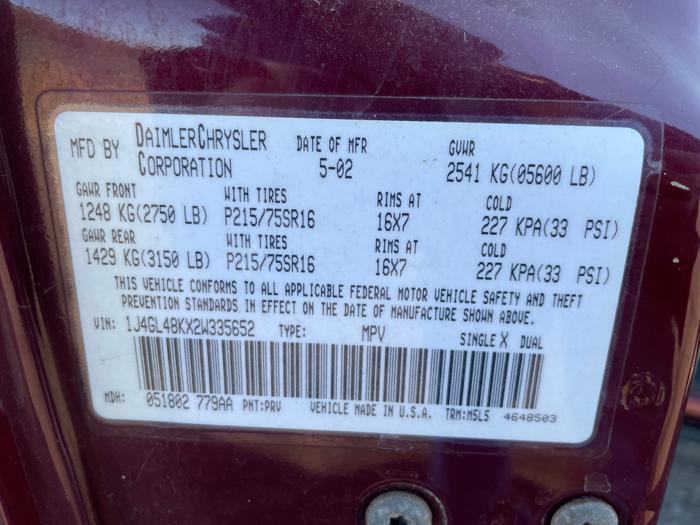 MFD BY DAIMLERCHRYSLER CORPORATION DATE OF MFR 5-02 GVWR 2541 KG(05600 LB)
GAWR FRONT WITH TIRES RIMS AT COLD
1248 KG(2750 LB) P215/75SR16 16X7 227 KPA(33 PSI)
GAWR REAR WITH TIRES RIMS AT COLD
1429 KG(3150 LB) P215/75SR16 16X7 227 KPA(33 PSI)
THIS VEHICLE CONFORMS TO ALL APPLICABLE FEDERAL MOTOR VEHICLE SAFETY AND THEFT
PREVENTION STANDARDS IN EFFECT ON THE DATE OF MANUFACTURE SHOWN ABOVE.
VIN: 1J4GL48KX2W335652 TYPE: MPV SINGLE X DUAL
MDH: 051802 779AA PNT:PRV VEHICLE MADE IN U.S.A. TRM:M5L5 4648503